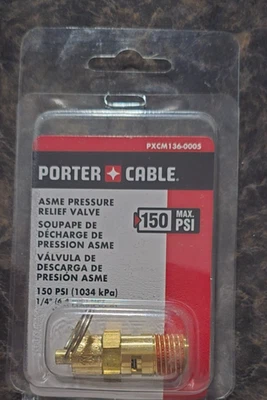 PXCM136-0005
PORTER CABLE
ASME PRESSURE
RELIEF VALVE
150 MAX. PSI
SOUPAPE DE
DÉCHARGE DE
PRESSION ASME
VÁLVULA DE
DESCARGA DE
PRESIÓN ASME
150 PSI (1034 kPa)
1/4"